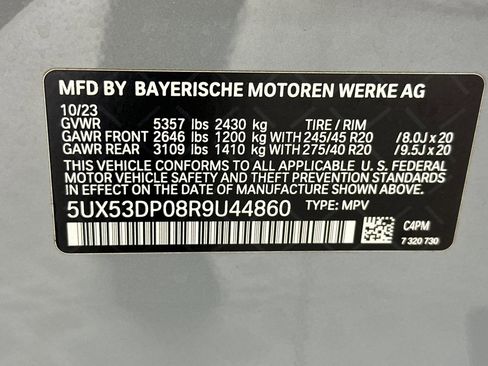 MFD BY BAYERISCHE MOTOREN WERKE AG
10/23
GVWR 5357 lbs 2430 kg TIRE / RIM
GAWR FRONT 2646 lbs 1200 kg WITH 245/45 R20 /8.0J x 20
GAWR REAR 3109 lbs 1410 kg WITH 275/40 R20 /9.5J x 20
THIS VEHICLE CONFORMS TO ALL APPLICABLE U. S. FEDERAL
MOTOR VEHICLE SAFETY AND THEFT PREVENTION STANDARDS
IN EFFECT ON THE DATE OF MANUFACTURE SHOWN ABOVE.
5UX53DP08R9U44860 TYPE: MPV
C4PM
7 320 730